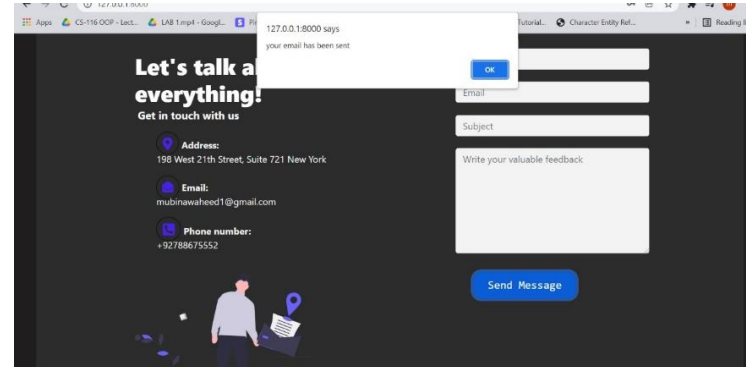 127.0.0.1:8000
Apps CS-116 OOP - Lect... LAB 1.mp4 - Googl... Tutorial... Character Entity Ref... » Reading li
127.0.0.1:8000 says
your email has been sent
OK
Let's talk a
everything!
Get in touch with us
Address:
198 West 21th Street, Suite 721 New York
Email:
mubinawaheed1@gmail.com
Phone number:
+92788675552
Email
Subject
Write your valuable feedback
Send Message